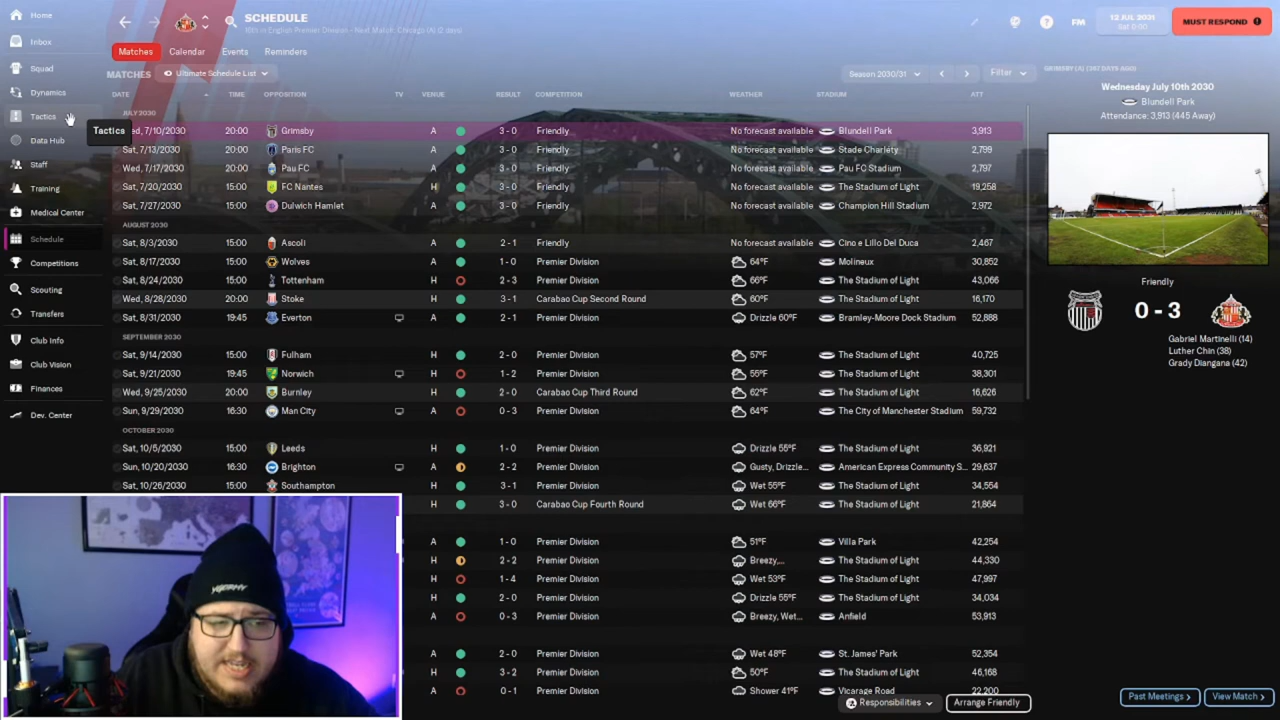 Home
Inbox
Squad
Dynamics
Tactics
Data Hub
Staff
Training
Medical Center
Schedule
Competitions
Scouting
Transfers
Club Info
Club Vision
Finances
Dev. Center
Tactics
SCHEDULE
in English Premier Division - Next Match: Chicago (A) (2 days)
FM
12 JUL 2031
MUST RESPOND
Matches Calendar Events Reminders
MATCHES Ultimate Schedule List Season 2030/31 Filter
DATE TIME OPPOSITION TV VENUE RESULT COMPETITION WEATHER STADIUM ATT
JULY 2030
ed, 7/10/2030 20:00 Grimsby A 3 - 0 Friendly No forecast available Blundell Park 3,913
Sat, 7/13/2030 20:00 Paris FC A 3 - 0 Friendly No forecast available Stade Charléty 2,799
Wed, 7/17/2030 20:00 Pau FC A 3 - 0 Friendly No forecast available Pau FC Stadium 2,797
Sat, 7/20/2030 15:00 FC Nantes H 3 - 0 Friendly No forecast available The Stadium of Light 19,258
Sat, 7/27/2030 15:00 Dulwich Hamlet A 3 - 0 Friendly No forecast available Champion Hill Stadium 2,972
AUGUST 2030
Sat, 8/3/2030 15:00 Ascoli A 2 - 1 Friendly No forecast available Cino e Lillo Del Duca 2,467
Sat, 8/17/2030 15:00 Wolves A 1 - 0 Premier Division 64°F Molineux 30,852
Sat, 8/24/2030 15:00 Tottenham H 2 - 3 Premier Division 66°F The Stadium of Light 43,066
Wed, 8/28/2030 20:00 Stoke H 3 - 1 Carabao Cup Second Round 60°F The Stadium of Light 16,170
Sat, 8/31/2030 19:45 Everton A 2 - 1 Premier Division Drizzle 60°F Bramley-Moore Dock Stadium 52,888
SEPTEMBER 2030
Sat, 9/14/2030 15:00 Fulham H 2 - 0 Premier Division 57°F The Stadium of Light 40,725
Sat, 9/21/2030 19:45 Norwich H 1 - 2 Premier Division 55°F The Stadium of Light 38,301
Wed, 9/25/2030 20:00 Burnley H 2 - 0 Carabao Cup Third Round 62°F The Stadium of Light 16,626
Sun, 9/29/2030 16:30 Man City A 0 - 3 Premier Division 64°F The City of Manchester Stadium 59,732
OCTOBER 2030
Sat, 10/5/2030 15:00 Leeds H 1 - 0 Premier Division Drizzle 55°F The Stadium of Light 36,921
Sun, 10/20/2030 16:30 Brighton A 2 - 2 Premier Division Gusty, Drizzle... American Express Community S... 29,637
Sat, 10/26/2030 15:00 Southampton H 3 - 1 Premier Division Wet 55°F The Stadium of Light 34,554
H 3 - 0 Carabao Cup Fourth Round Wet 66°F The Stadium of Light 21,864
A 1 - 0 Premier Division 51°F Villa Park 42,254
H 2 - 2 Premier Division Breezy,... The Stadium of Light 44,330
H 1 - 4 Premier Division Wet 53°F The Stadium of Light 47,997
H 2 - 0 Premier Division Drizzle 55°F The Stadium of Light 34,034
A 0 - 3 Premier Division Breezy, Wet... Anfield 53,913
A 2 - 0 Premier Division Wet 48°F St. James' Park 52,354
H 3 - 2 Premier Division 50°F The Stadium of Light 46,168
A 0 - 1 Premier Division Shower 41°F Vicarage Road 22,200
Responsibilities Arrange Friendly
GRIMSBY (A) (367 DAYS AGO)
Wednesday July 10th 2030
Blundell Park
Attendance: 3,913 (445 Away)
Friendly
0 - 3
Gabriel Martinelli (14)
Luther Chin (38)
Grady Diangana (42)
Past Meetings > View Match >